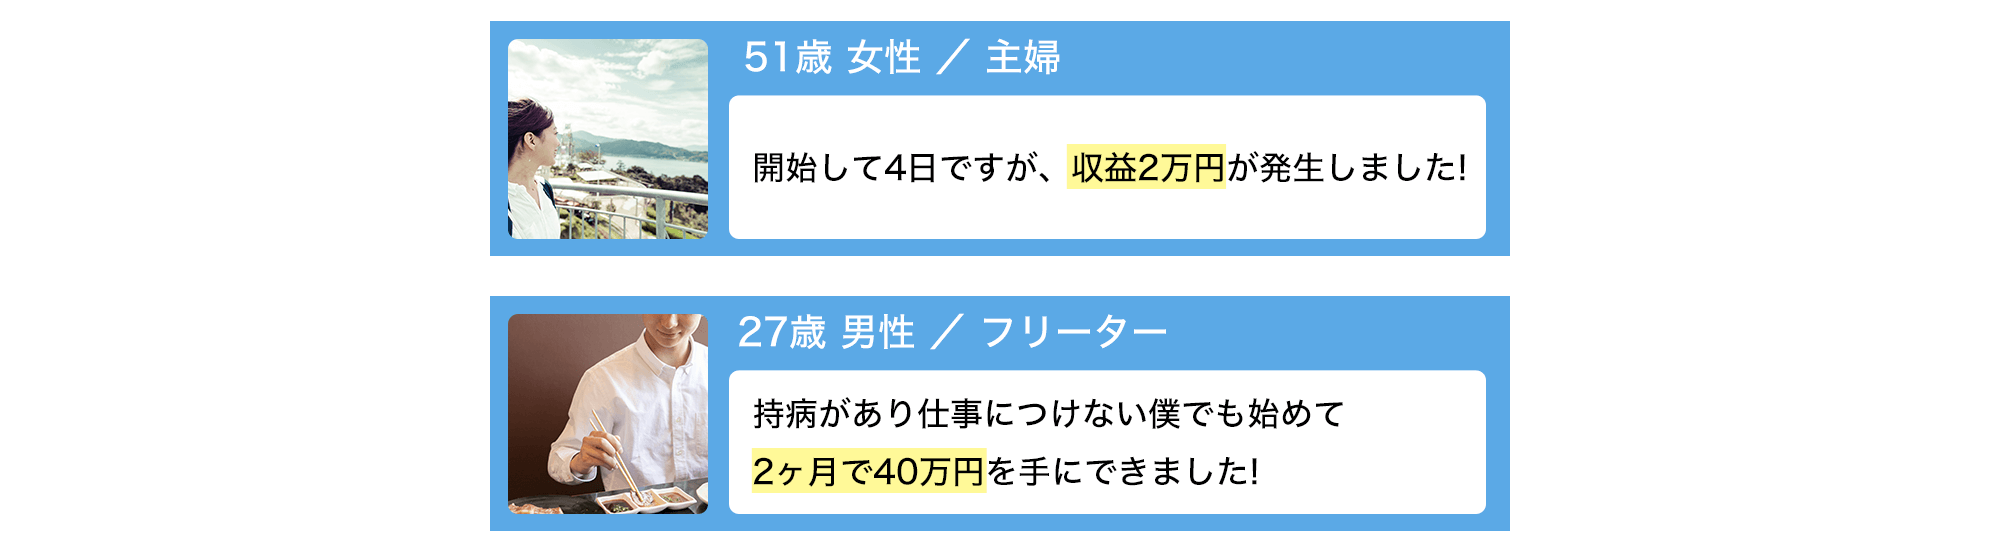 51歳 女性 ／ 主婦
開始して4日ですが、収益2万円が発生しました!
27歳 男性 ／ フリーター
持病があり仕事につけない僕でも始めて
2ヶ月で40万円を手にできました!